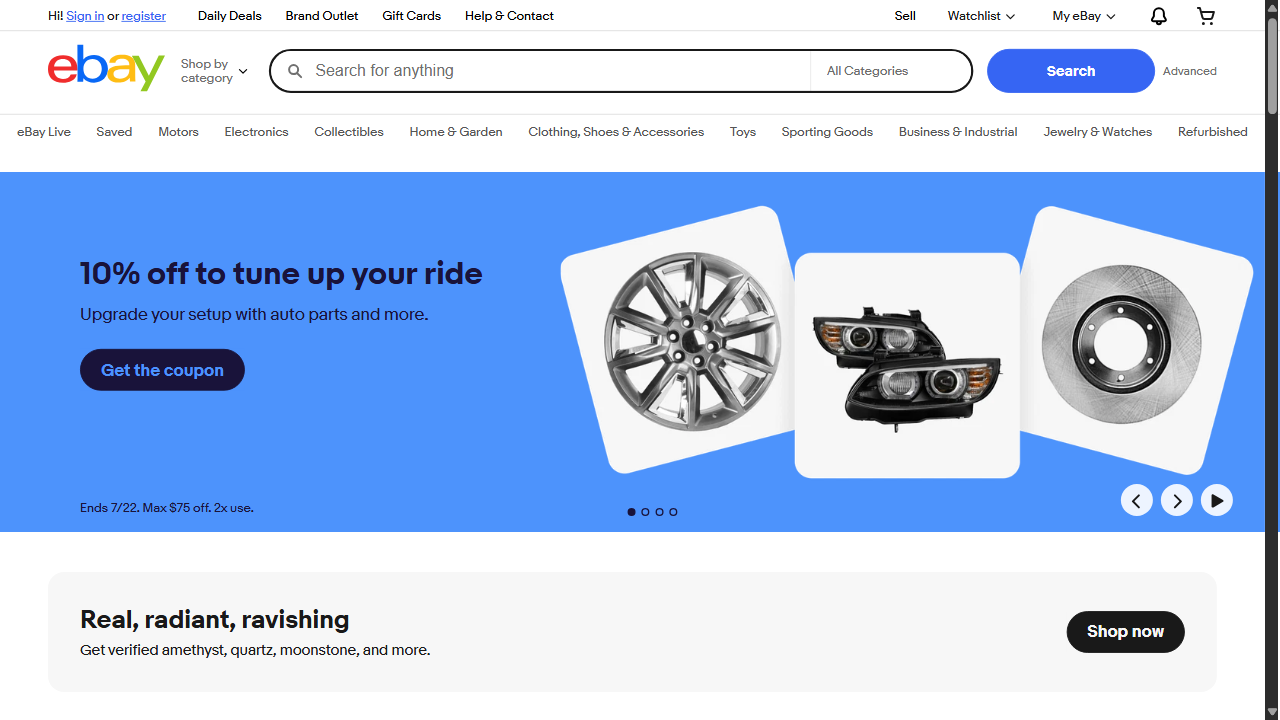 Hi! Sign in or register Daily Deals Brand Outlet Gift Cards Help & Contact Sell Watchlist My eBay
ebay
Shop by
category
Search for anything
All Categories
Search
Advanced
eBay Live Saved Motors Electronics Collectibles Home & Garden Clothing, Shoes & Accessories Toys Sporting Goods Business & Industrial Jewelry & Watches Refurbished
10% off to tune up your ride
Upgrade your setup with auto parts and more.
Get the coupon
Ends 7/22. Max $75 off. 2x use.
Real, radiant, ravishing
Get verified amethyst, quartz, moonstone, and more.
Shop now